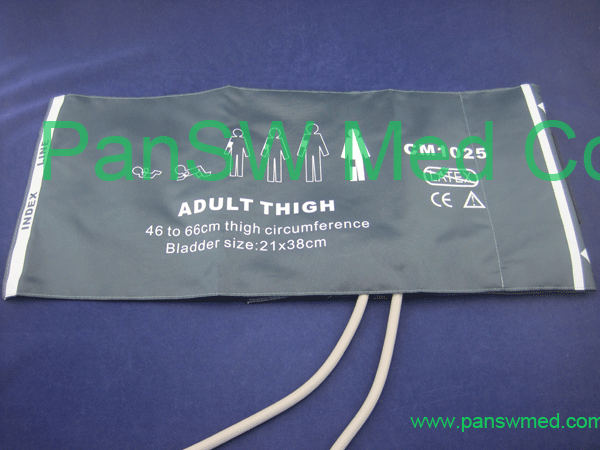 PanSW Med Co
INDEX LINE
CM1025
LATEX
CE
ADULT THIGH
46 to 66cm thigh circumference
Bladder size:21x38cm
www.panswmed.com